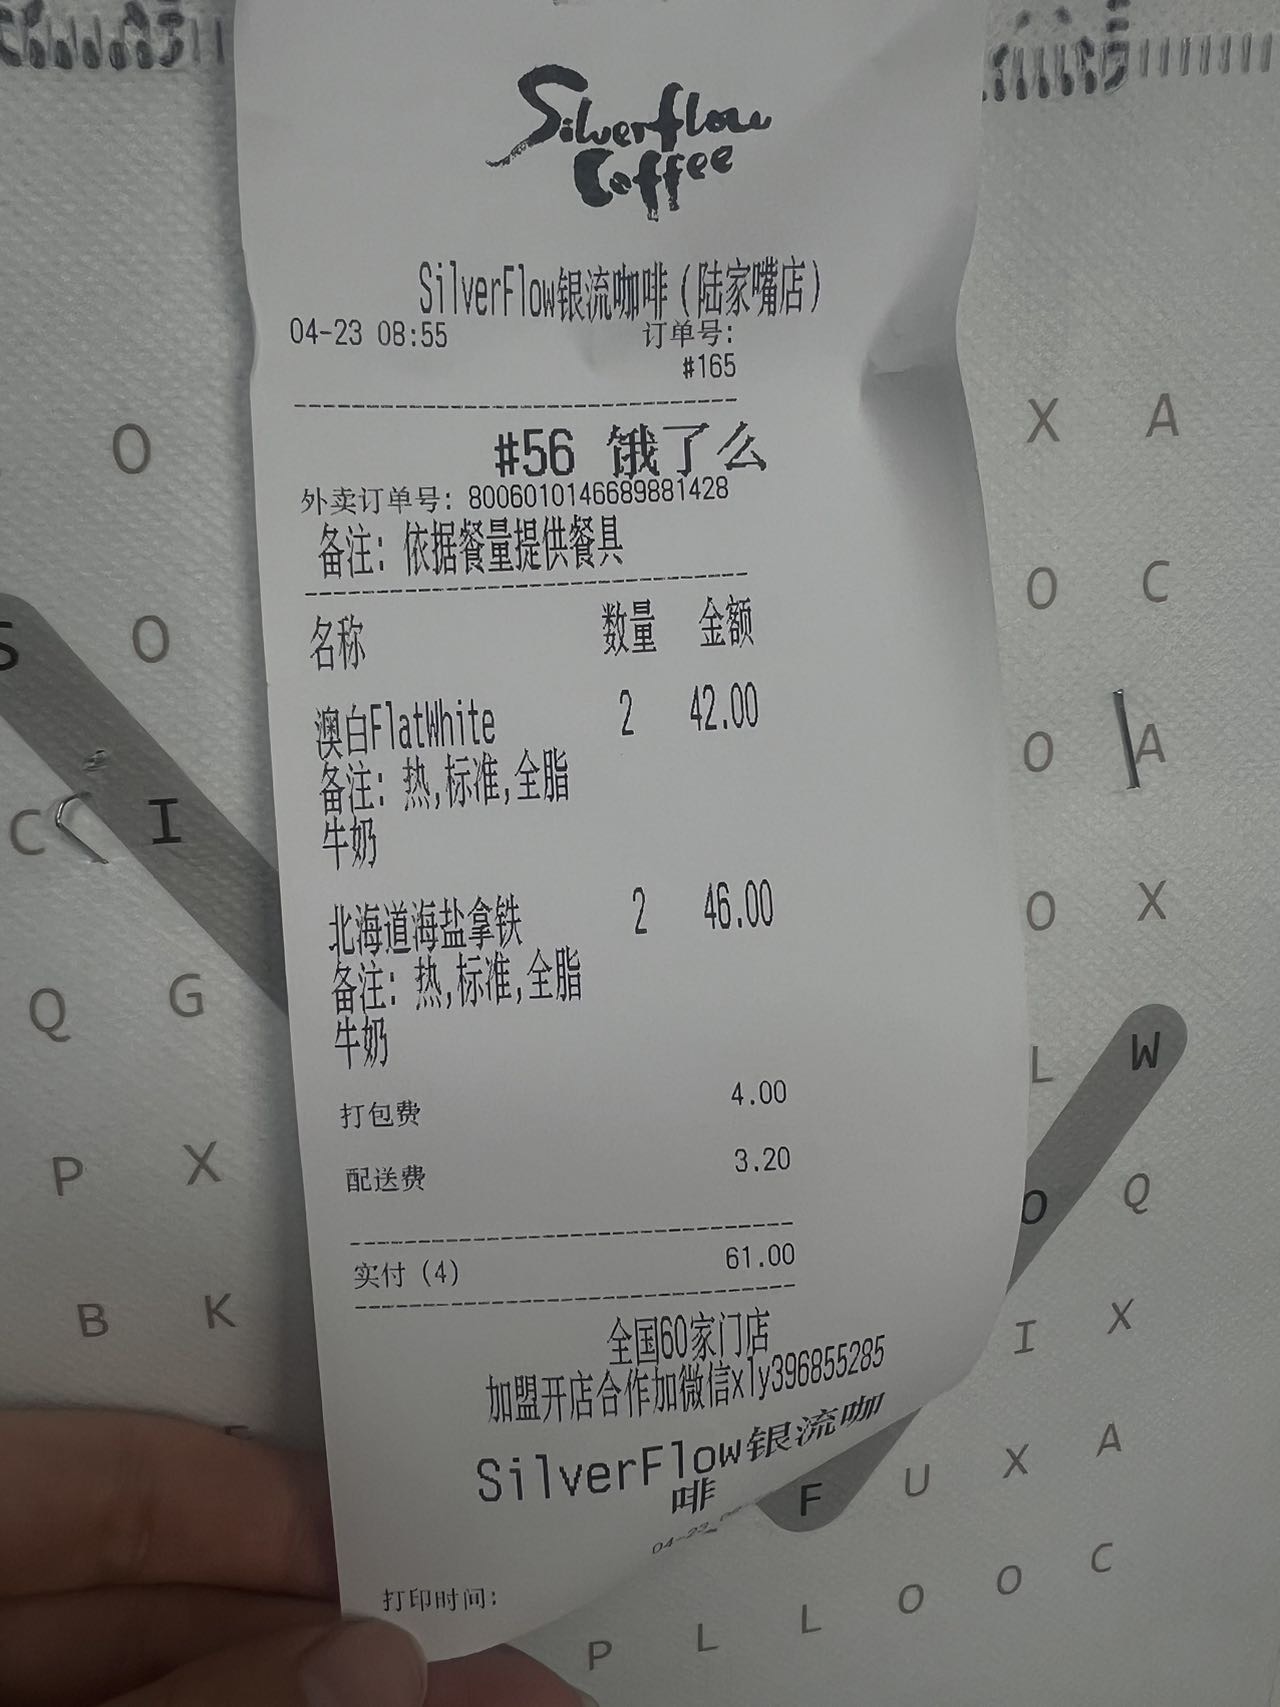 Silverflow
Coffee
SilverFlow银流咖啡(陆家嘴店)
04-23 08:55 订单号:
#165
#56 饿了么
外卖订单号: 8006010146689881428
备注: 依据餐量提供餐具
名称 数量 金额
澳白FlatWhite 2 42.00
备注: 热,标准,全脂
牛奶
北海道海盐拿铁 2 46.00
备注: 热,标准,全脂
牛奶
打包费 4.00
配送费 3.20
实付(4) 61.00
全国60家门店
加盟开店合作加微信xly396855285
SilverFlow银流咖
啡
04-23
打印时间:
O
S O
C I
Q G
P X
B K
X A
O C
O A
O X
L W
O Q
I X
F U X A
P L L O O C